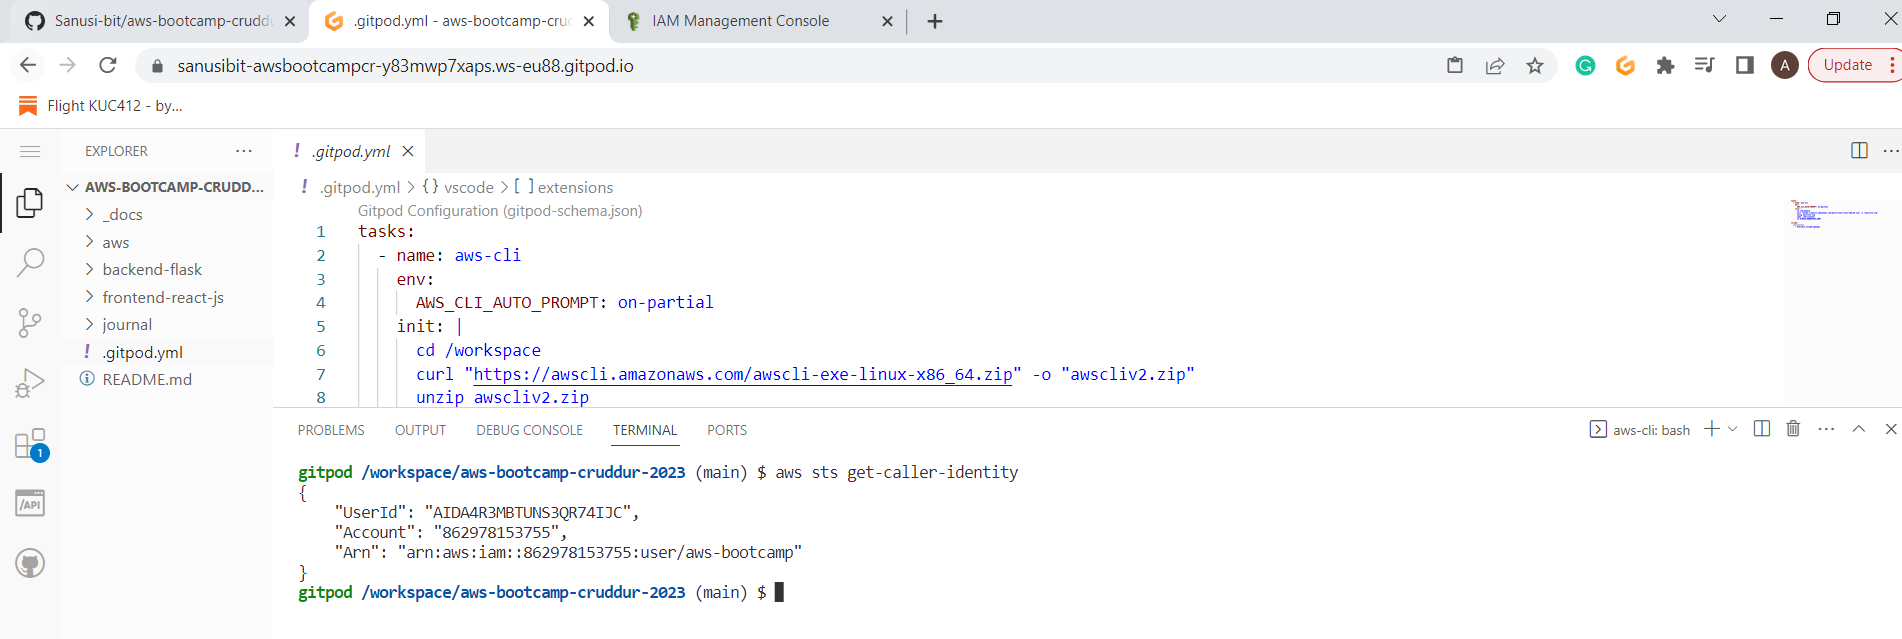 Sanusi-bit/aws-bootcamp-cruddu
.gitpod.yml - aws-bootcamp-cruc
IAM Management Console
sanusibit-awsbootcampcr-y83mwp7xaps.ws-eu88.gitpod.io
A
Update
Flight KUC412 - by...
EXPLORER
AWS-BOOTCAMP-CRUDD...
_docs
aws
backend-flask
frontend-react-js
journal
.gitpod.yml
README.md
1
/API
.gitpod.yml
.gitpod.yml > {} vscode > [ ] extensions
Gitpod Configuration (gitpod-schema.json)
1 tasks:
2 - name: aws-cli
3 env:
4 AWS_CLI_AUTO_PROMPT: on-partial
5 init: |
6 cd /workspace
7 curl "https://awscli.amazonaws.com/awscli-exe-linux-x86_64.zip" -o "awscliv2.zip"
8 unzip awscliv2.zip
PROBLEMS OUTPUT DEBUG CONSOLE TERMINAL PORTS
aws-cli: bash
gitpod /workspace/aws-bootcamp-cruddur-2023 (main) $ aws sts get-caller-identity
{
"UserId": "AIDA4R3MBTUNS3QR74IJC",
"Account": "862978153755",
"Arn": "arn:aws:iam::862978153755:user/aws-bootcamp"
}
gitpod /workspace/aws-bootcamp-cruddur-2023 (main) $